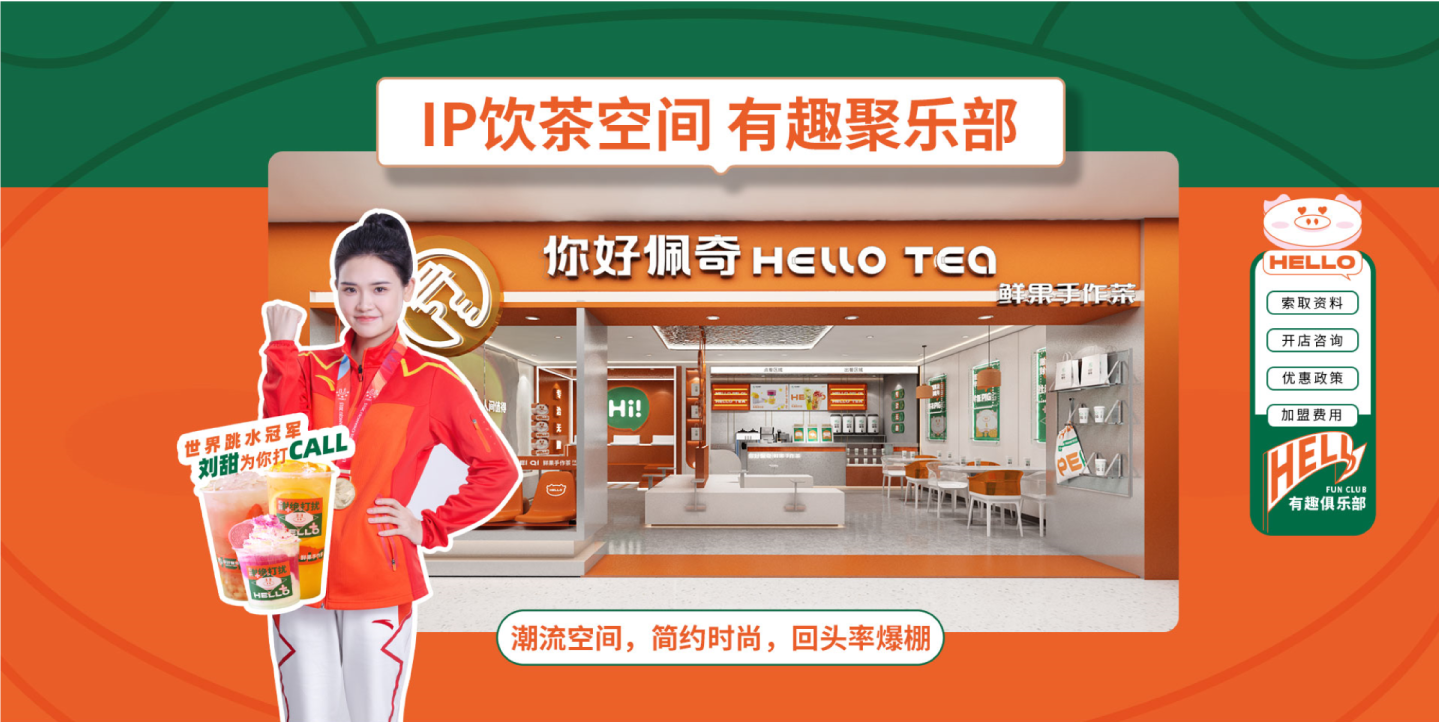 IP饮茶空间 有趣聚乐部
你好佩奇 HELLO TEA
鲜果手作茶
Hi!
世界跳水冠军
刘甜为你打CALL
HELLO
HELLO
潮流空间，简约时尚，回头率爆棚
HELLO
索取资料
开店咨询
优惠政策
加盟费用
HELLO
FUN CLUB
有趣俱乐部